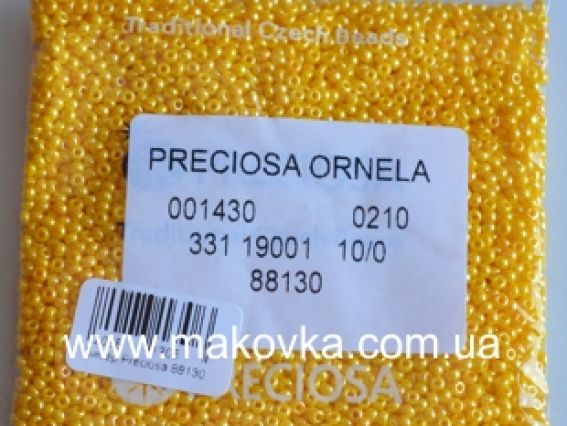 Traditional Czech Beads
PRECIOSA ORNELA
001430 0210
331 19001 10/0
88130
www.makovka.com.ua
Preciosa 88130
PRECIOSA